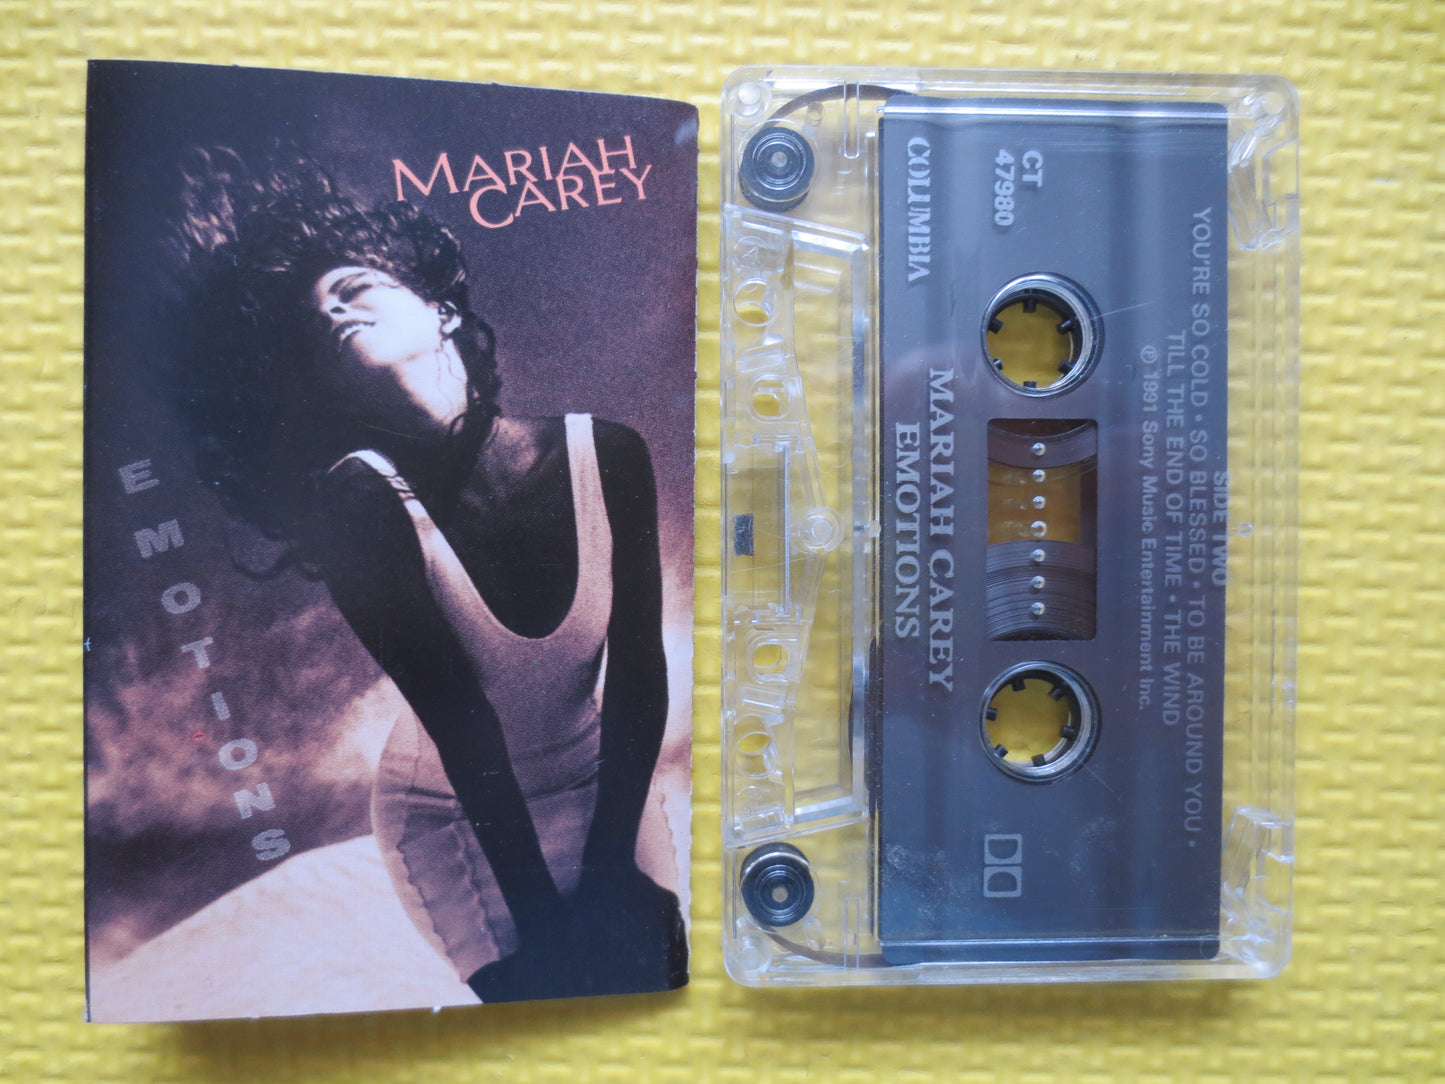 MARIAH
CAREY
EMOTIONS
COLUMBIA
CT
47980
MARIAH CAREY
EMOTIONS
SIDE TWO
YOU'RE SO COLD • SO BLESSED • TO BE AROUND YOU •
TILL THE END OF TIME • THE WIND
℗ 1991 Sony Music Entertainment Inc.